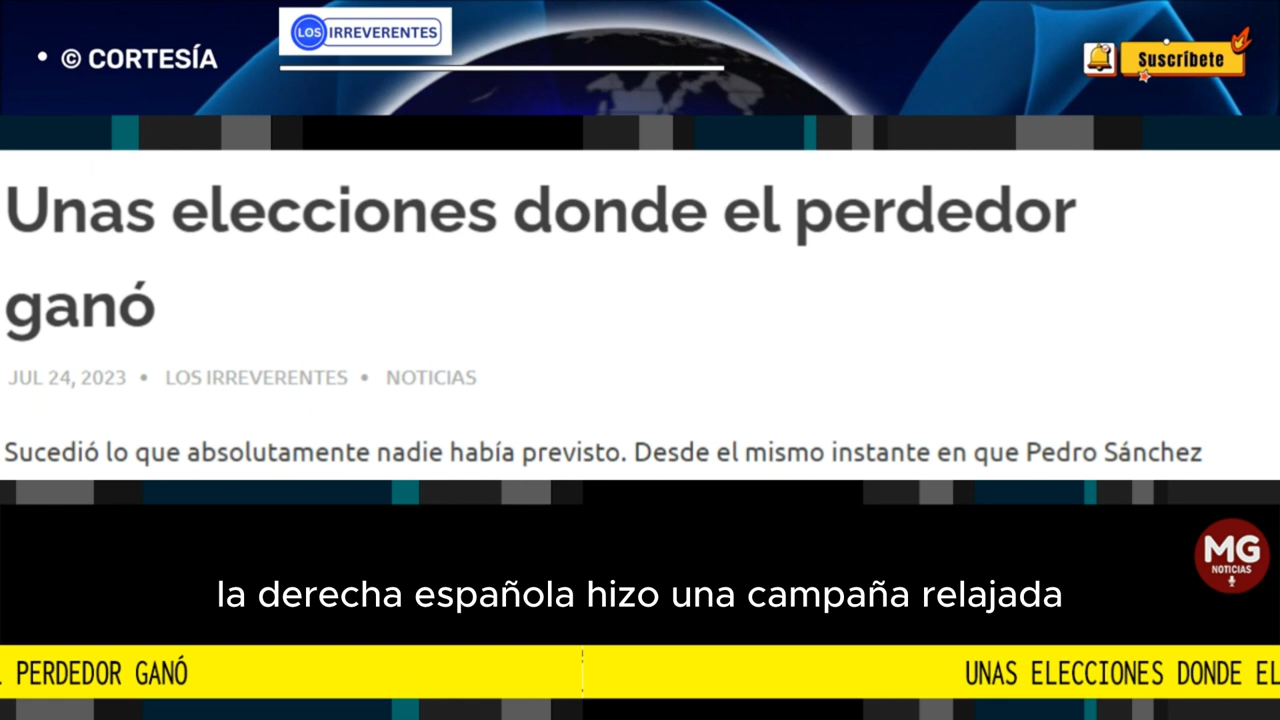 • © CORTESÍA
LOS IRREVERENTES
Suscríbete
Unas elecciones donde el perdedor
ganó
JUL 24, 2023 • LOS IRREVERENTES • NOTICIAS
Sucedió lo que absolutamente nadie había previsto. Desde el mismo instante en que Pedro Sánchez
MG
NOTICIAS
la derecha española hizo una campaña relajada
PERDEDOR GANÓ
UNAS ELECCIONES DONDE EL